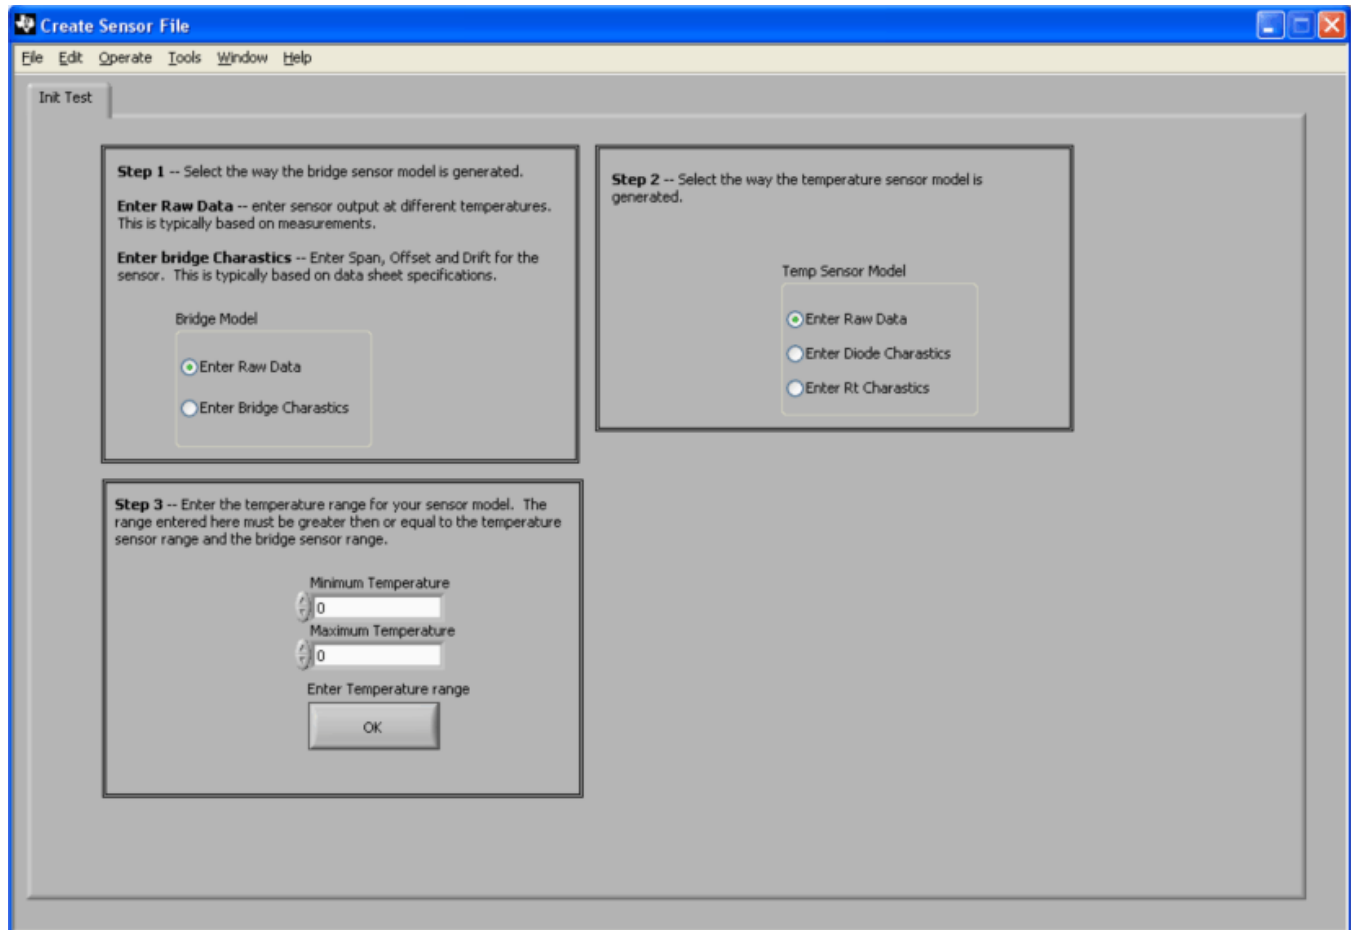 Create Sensor File
File Edit Operate Tools Window Help
Init Test
Step 1 -- Select the way the bridge sensor model is generated.
Enter Raw Data -- enter sensor output at different temperatures.
This is typically based on measurements.
Enter bridge Charastics -- Enter Span, Offset and Drift for the
sensor. This is typically based on data sheet specifications.
Bridge Model
Enter Raw Data
Enter Bridge Charastics
Step 2 -- Select the way the temperature sensor model is
generated.
Temp Sensor Model
Enter Raw Data
Enter Diode Charastics
Enter Rt Charastics
Step 3 -- Enter the temperature range for your sensor model. The
range entered here must be greater then or equal to the temperature
sensor range and the bridge sensor range.
Minimum Temperature
0
Maximum Temperature
0
Enter Temperature range
OK